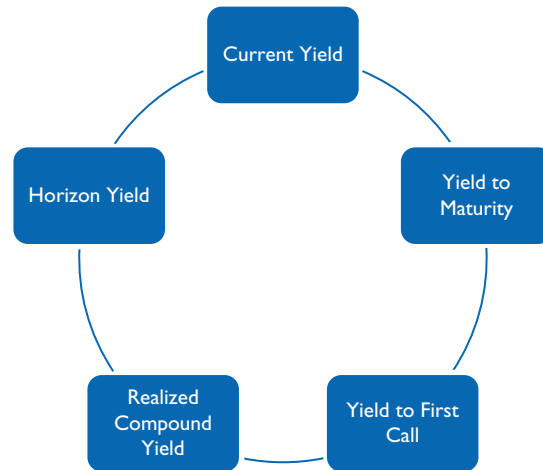 Current Yield
Yield to
Maturity
Yield to First
Call
Realized
Compound
Yield
Horizon Yield